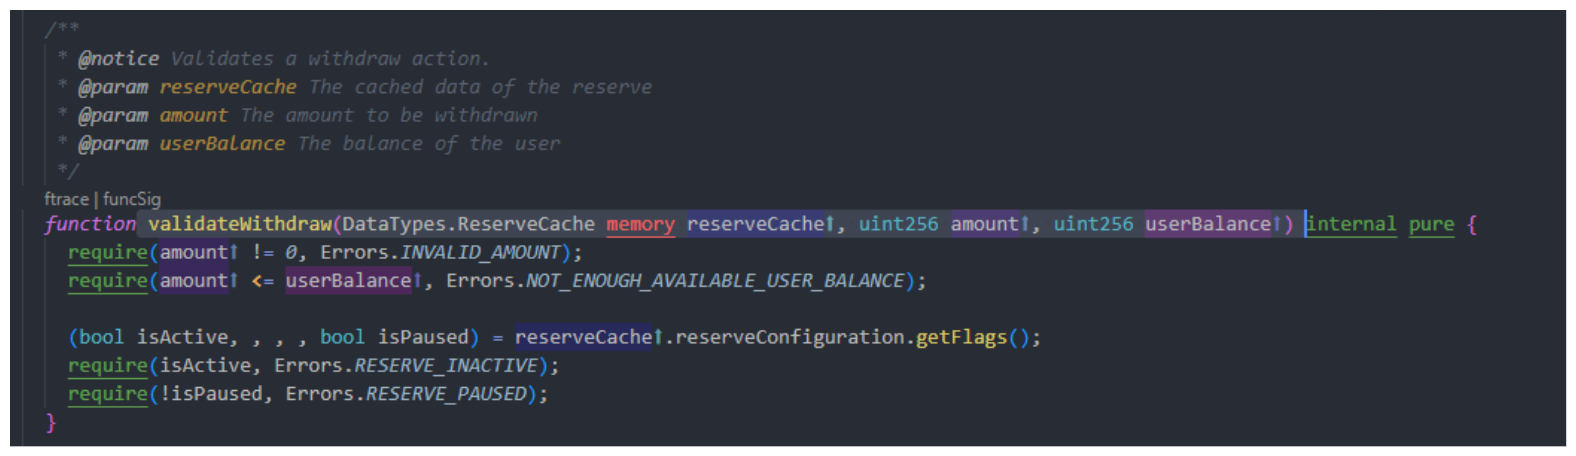 /**
 * @notice Validates a withdraw action.
 * @param reserveCache The cached data of the reserve
 * @param amount The amount to be withdrawn
 * @param userBalance The balance of the user
 */
ftrace | funcSig
function validateWithdraw(DataTypes.ReserveCache memory reserveCache↑, uint256 amount↑, uint256 userBalance↑) internal pure {
  require(amount↑ != 0, Errors.INVALID_AMOUNT);
  require(amount↑ <= userBalance↑, Errors.NOT_ENOUGH_AVAILABLE_USER_BALANCE);
  (bool isActive, , , , bool isPaused) = reserveCache↑.reserveConfiguration.getFlags();
  require(isActive, Errors.RESERVE_INACTIVE);
  require(!isPaused, Errors.RESERVE_PAUSED);
}